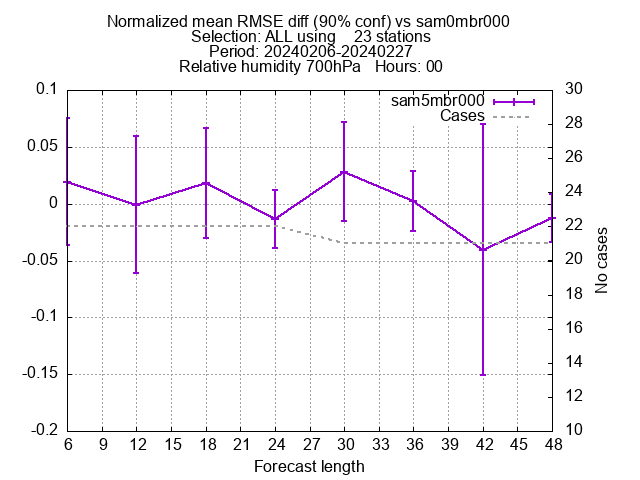 Normalized mean RMSE diff (90% conf) vs sam0mbr000
Selection: ALL using    23 stations
Period: 20240206-20240227
Relative humidity 700hPa   Hours: 00
sam5mbr000
Cases
0.1
0.05
0
-0.05
-0.1
-0.15
-0.2
30
28
26
24
22
20
18
16
14
12
10
No cases
6 9 12 15 18 21 24 27 30 33 36 39 42 45 48
Forecast length